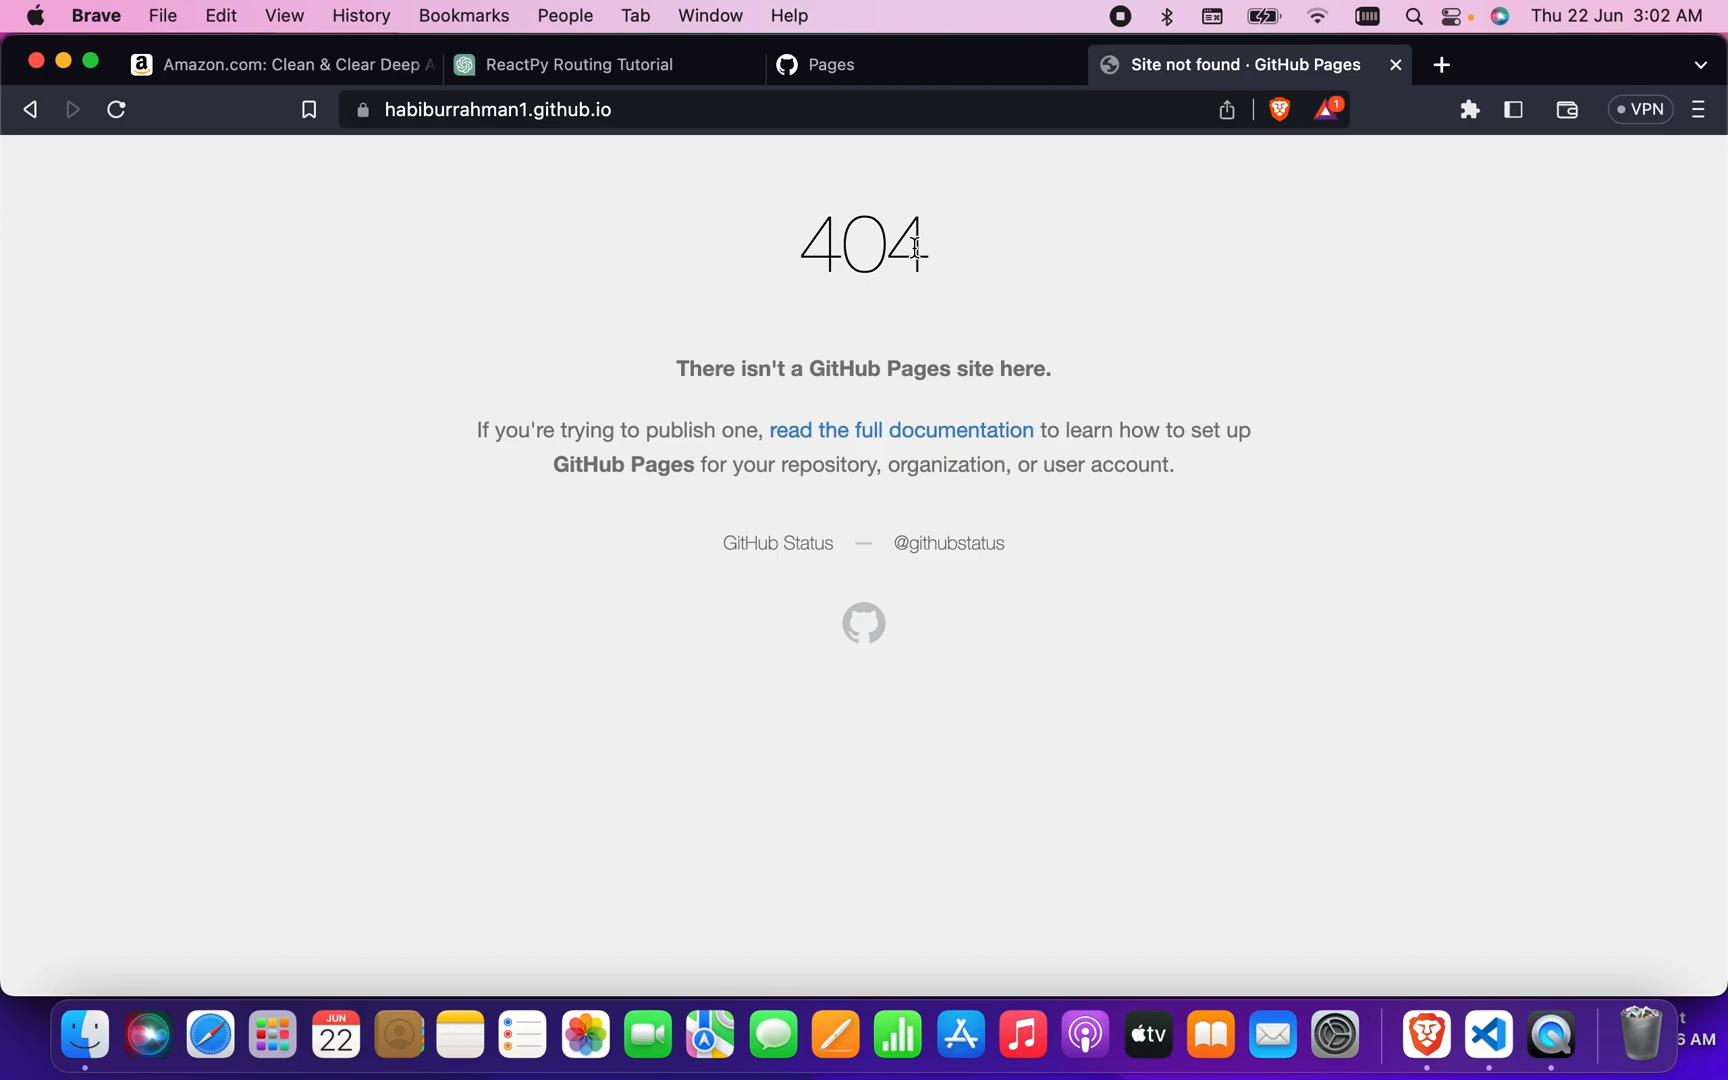 Brave File Edit View History Bookmarks People Tab Window Help Thu 22 Jun 3:02 AM
Amazon.com: Clean & Clear Deep A ReactPy Routing Tutorial Pages Site not found · GitHub Pages
habiburrahman1.github.io 1 VPN
404
There isn't a GitHub Pages site here.
If you're trying to publish one, read the full documentation to learn how to set up
GitHub Pages for your repository, organization, or user account.
GitHub Status — @githubstatus
JUN
22
tv
t
6 AM